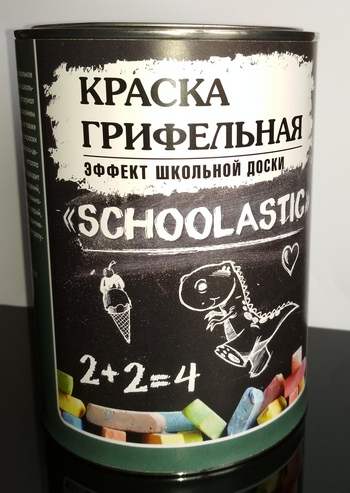 КРАСКА
ГРИФЕЛЬНАЯ
ЭФФЕКТ ШКОЛЬНОЙ ДОСКИ
«SCHOOLASTIC»
2+2=4